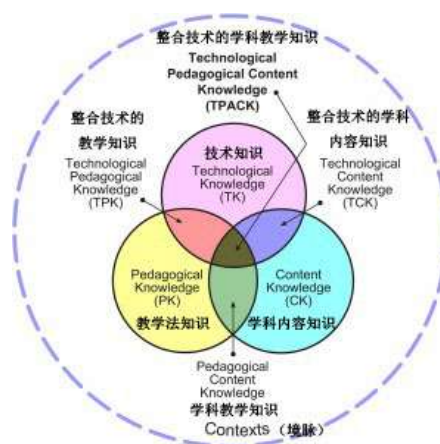 整合技术的学科教学知识
Technological
Pedagogical Content
Knowledge
(TPACK)
整合技术的
教学知识
Technological
Pedagogical
Knowledge
(TPK)
整合技术的学科
内容知识
Technological
Content
Knowledge
(TCK)
技术知识
Technological
Knowledge
(TK)
Pedagogical
Knowledge
(PK)
教学法知识
Content
Knowledge
(CK)
学科内容知识
Pedagogical
Content
Knowledge
学科教学知识
Contexts（境脉）